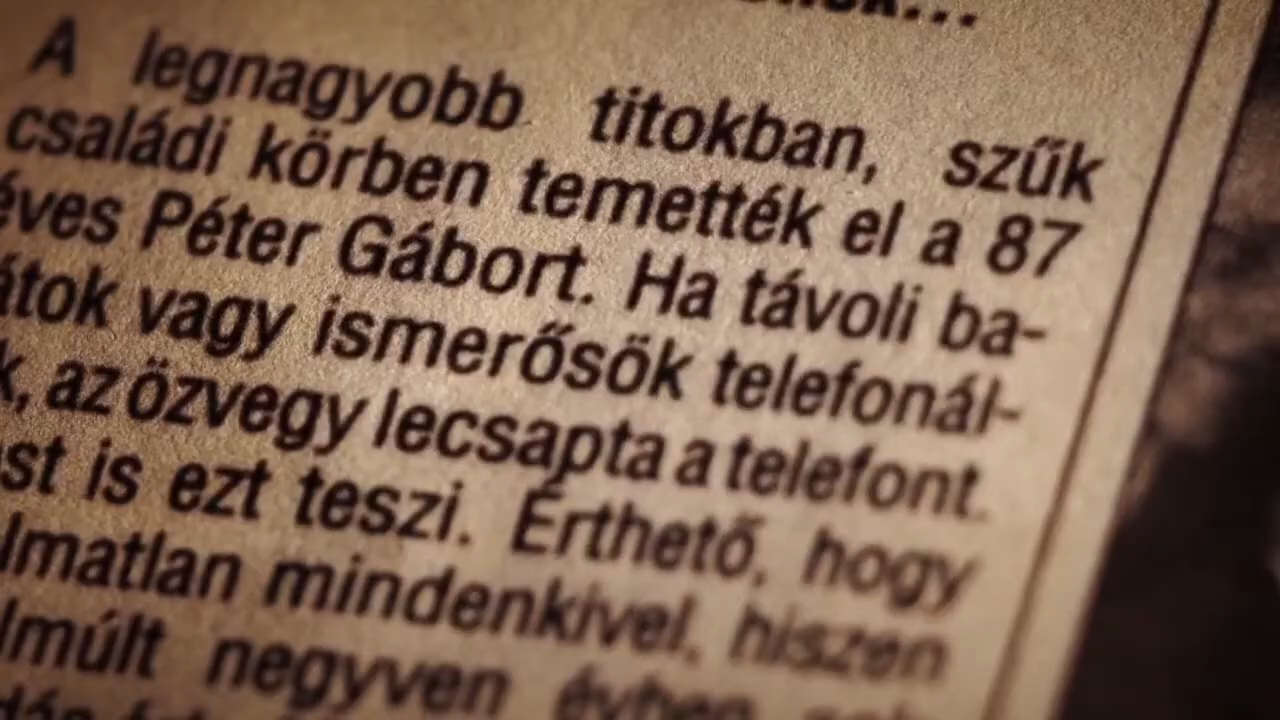 A legnagyobb titokban, szűk
családi körben temették el a 87
éves Péter Gábort. Ha távoli ba-
átok vagy ismerősök telefonál-
k, az özvegy lecsapta a telefont.
st is ezt teszi. Érthető, hogy
lmatlan mindenkivel, hiszen
lmúlt negyven évben